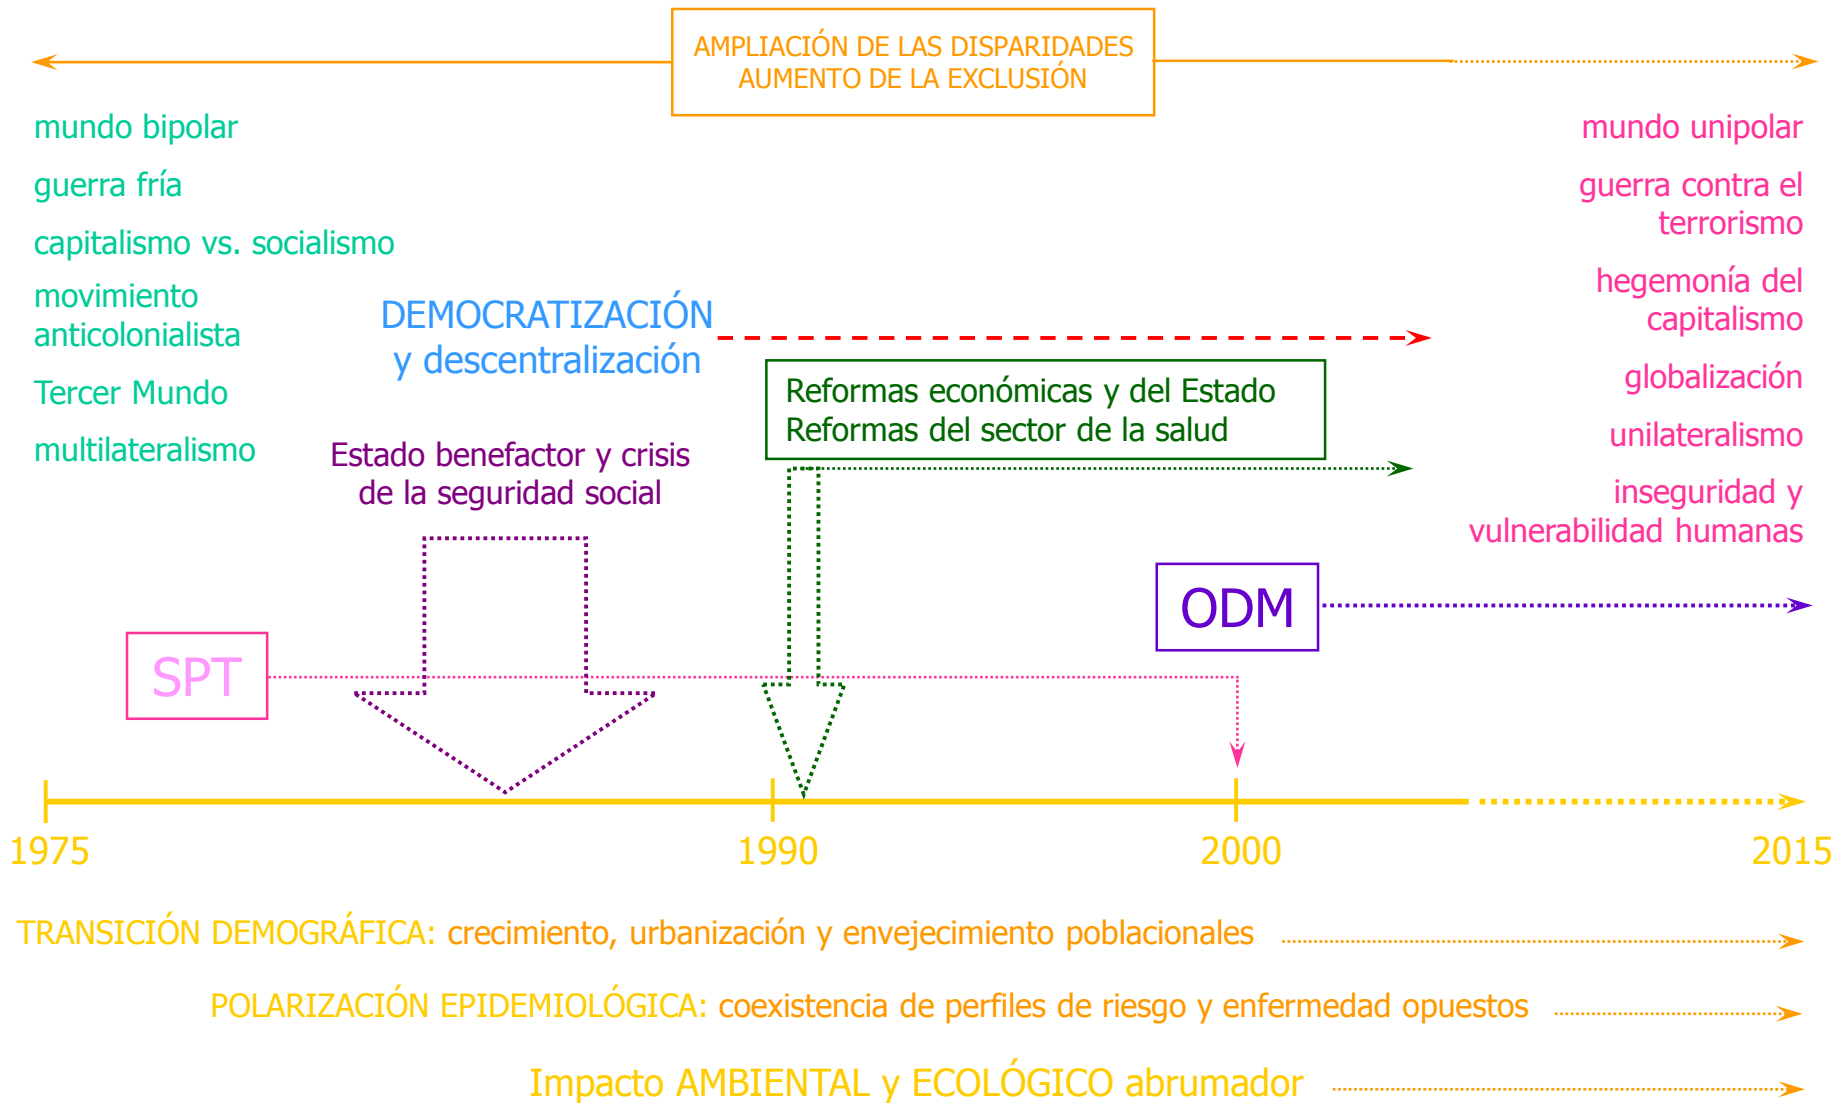 AMPLIACIÓN DE LAS DISPARIDADES
AUMENTO DE LA EXCLUSIÓN
mundo bipolar
guerra fría
capitalismo vs. socialismo
movimiento
anticolonialista
Tercer Mundo
multilateralismo
DEMOCRATIZACIÓN
y descentralización
Estado benefactor y crisis
de la seguridad social
Reformas económicas y del Estado
Reformas del sector de la salud
mundo unipolar
guerra contra el
terrorismo
hegemonía del
capitalismo
globalización
unilateralismo
inseguridad y
vulnerabilidad humanas
SPT
ODM
1975
1990
2000
2015
TRANSICIÓN DEMOGRÁFICA: crecimiento, urbanización y envejecimiento poblacionales
POLARIZACIÓN EPIDEMIOLÓGICA: coexistencia de perfiles de riesgo y enfermedad opuestos
Impacto AMBIENTAL y ECOLÓGICO abrumador